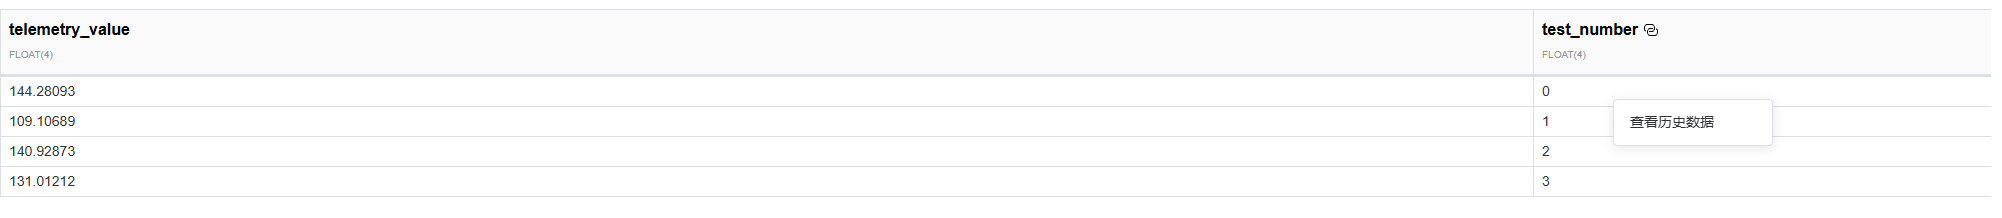 telemetry_value test_number
FLOAT(4) FLOAT(4)
144.28093 0
109.10689 1 查看历史数据
140.92873 2
131.01212 3